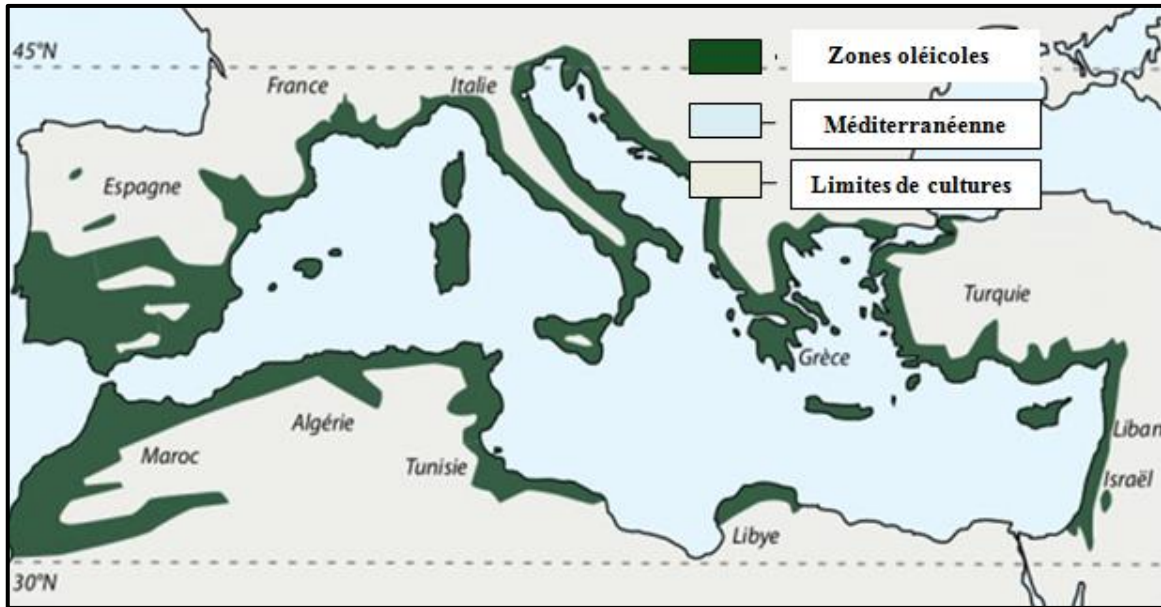 45°N
France
Italie
Zones oléicoles
Méditerranéenne
Limites de cultures
Espagne
Turquie
Grèce
Algérie
Maroc
Tunisie
Liban
Israël
Libye
30°N